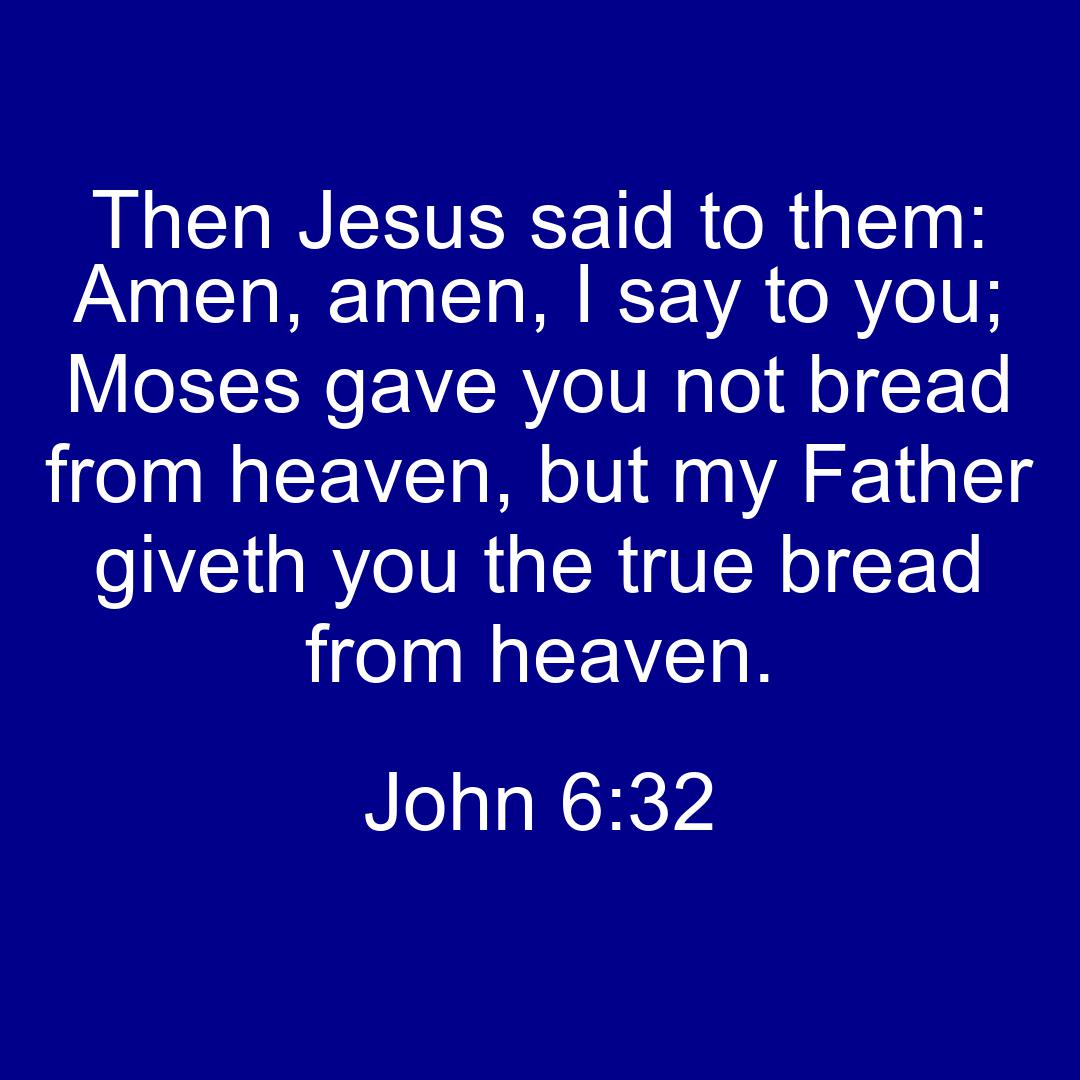 Then Jesus said to them:
Amen, amen, I say to you;
Moses gave you not bread
from heaven, but my Father
giveth you the true bread
from heaven.
John 6:32